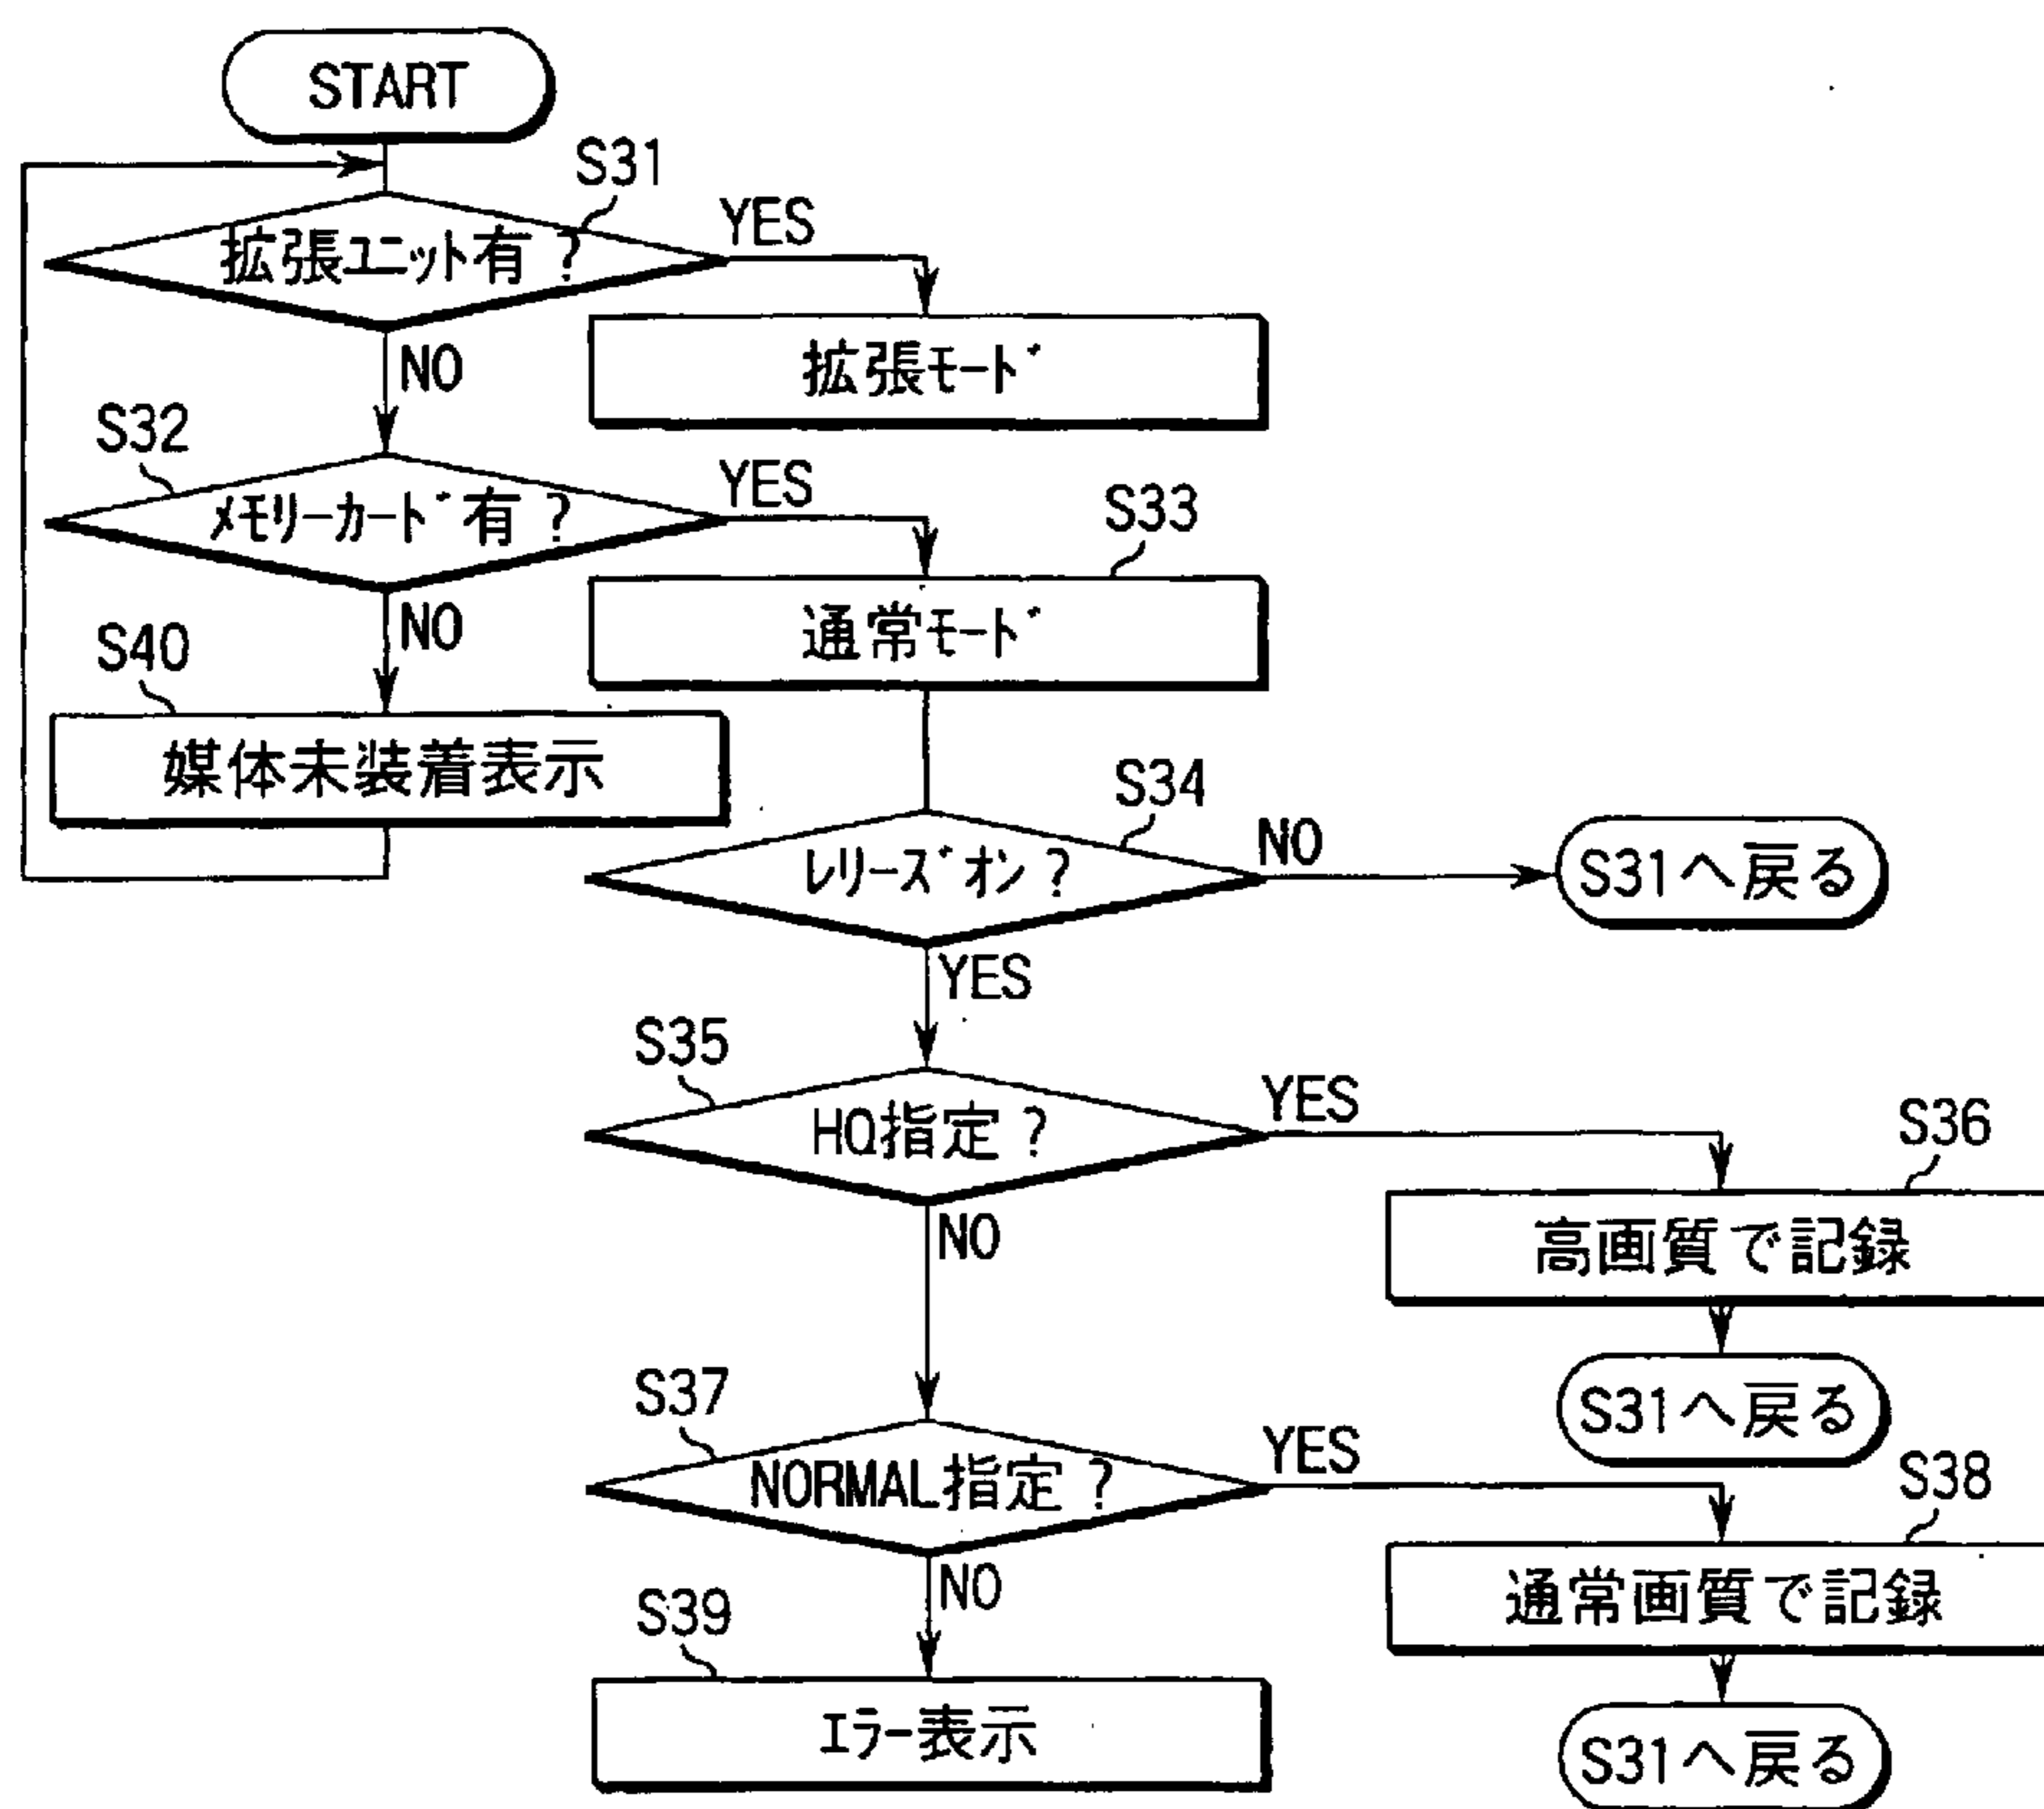 START
S31
拡張ユニット有？
YES
NO
拡張モード
S32
メモリーカード有？
YES
NO
S33
通常モード
S40
媒体未装着表示
S34
レリーズオン？
NO
S31へ戻る
YES
S35
HQ指定？
YES
NO
S36
高画質で記録
S31へ戻る
S37
NORMAL指定？
YES
NO
S38
通常画質で記録
S31へ戻る
S39
エラー表示